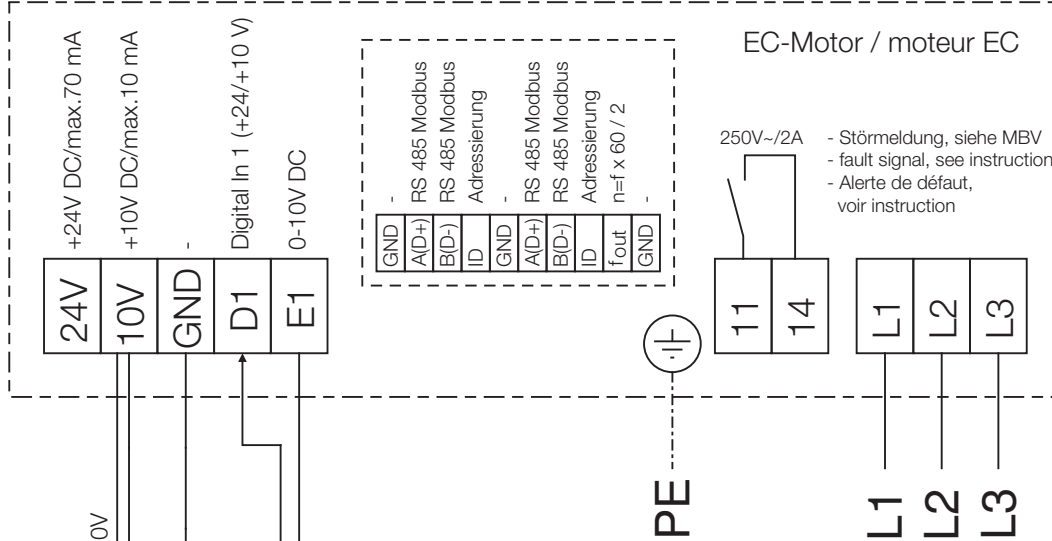 EC-Motor / moteur EC
+24V DC/max.70 mA
+10V DC/max.10 mA
-
Digital In 1 (+24/+10 V)
0-10V DC
24V
10V
GND
D1
E1
-
RS 485 Modbus
RS 485 Modbus
Adressierung
-
RS 485 Modbus
RS 485 Modbus
Adressierung
n=f x 60 / 2
-
GND
A(D+)
B(D-)
ID
GND
A(D+)
B(D-)
ID
fout
GND
250V~/2A
- Störmeldung, siehe MBV
- fault signal, see instruction
- Alerte de défaut,
voir instruction
11
14
L1
L2
L3
PE
L1
L2
L3
0V